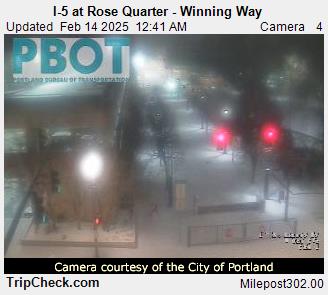 I-5 at Rose Quarter - Winning Way
Updated Feb 14 2025 12:41 AM Camera 4
PBOT
PORTLAND BUREAU OF TRANSPORTATION
Camera courtesy of the City of Portland
TripCheck.com Milepost302.00